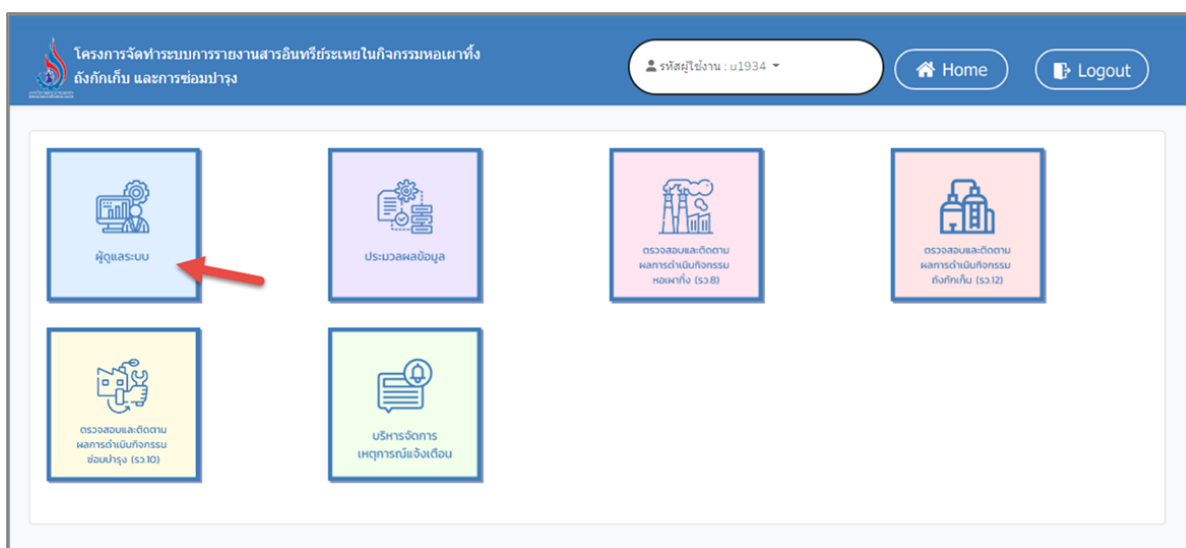 โครงการจัดทำระบบการรายงานสารอินทรีย์ระเหยในกิจกรรมหอเผาทิ้ง
ถังกักเก็บ และการซ่อมบำรุง
รหัสผู้ใช้งาน : u1934
Home
Logout
ผู้ดูแลระบบ
ประมวลผลข้อมูล
ตรวจสอบและติดตาม
ผลการดำเนินกิจกรรม
หอเผาทิ้ง (รว.8)
ตรวจสอบและติดตาม
ผลการดำเนินกิจกรรม
ถังกักเก็บ (รว.12)
ตรวจสอบและติดตาม
ผลการดำเนินกิจกรรม
ซ่อมบำรุง (รว.10)
บริหารจัดการ
เหตุการณ์แจ้งเตือน